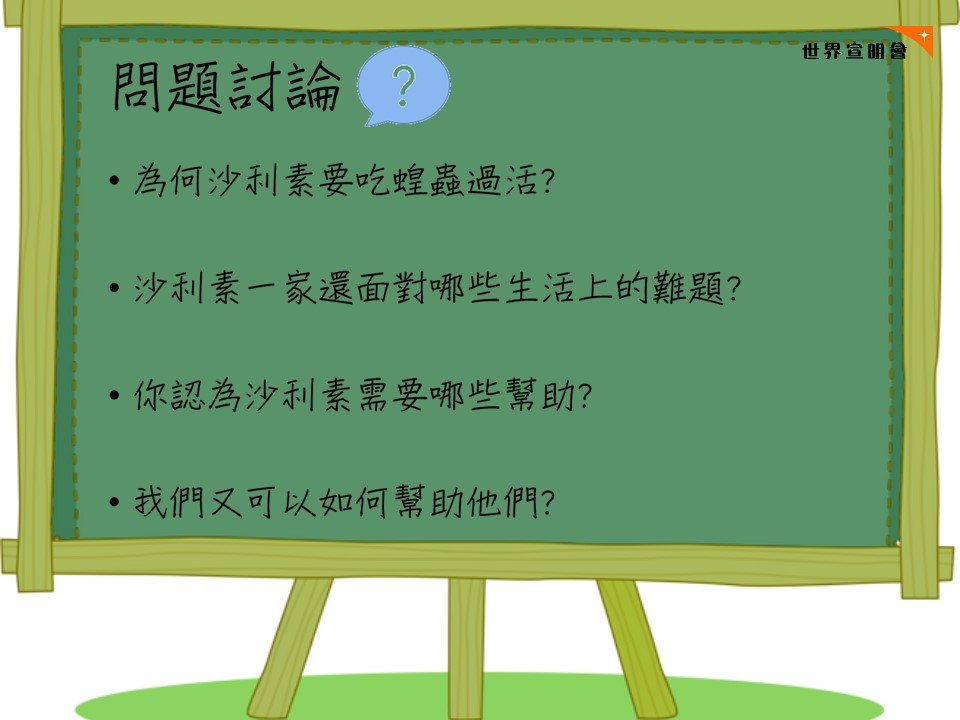 世界宣明會
問題討論 ?
• 為何沙利素要吃蝗蟲過活?
• 沙利素一家還面對哪些生活上的難題?
• 你認為沙利素需要哪些幫助?
• 我們又可以如何幫助他們?